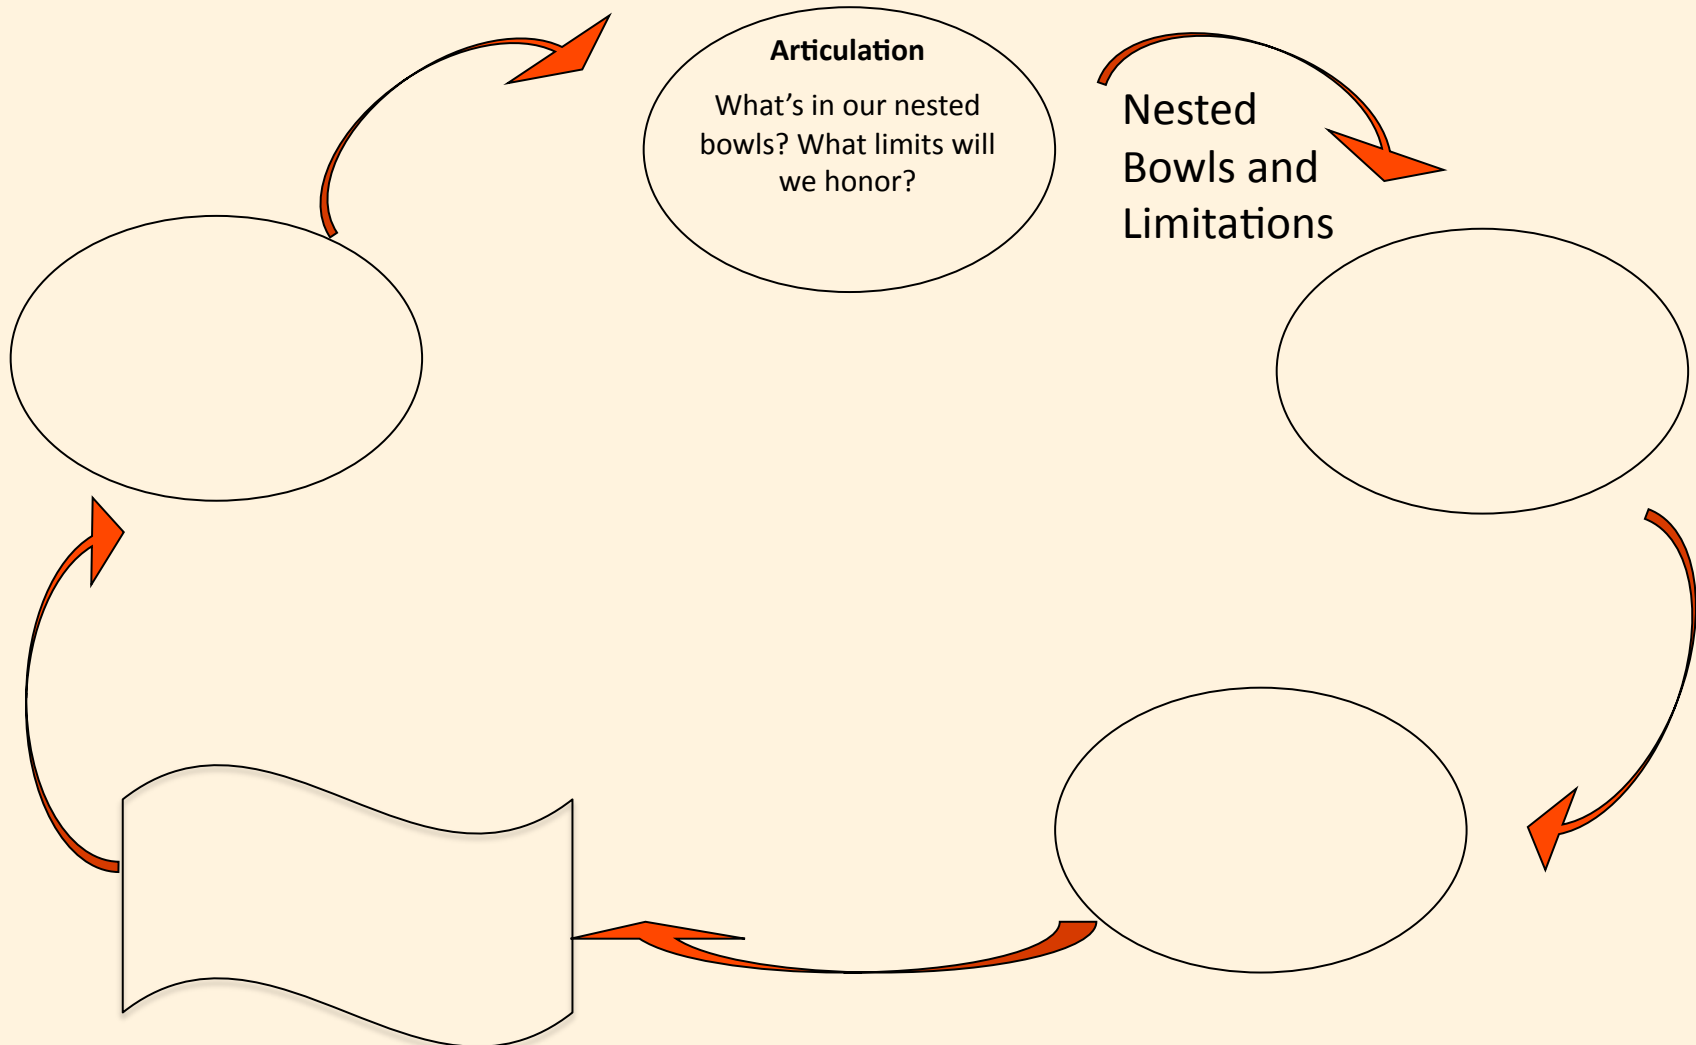 Articulation
What’s in our nested
bowls? What limits will
we honor?
Nested
Bowls and
Limitations